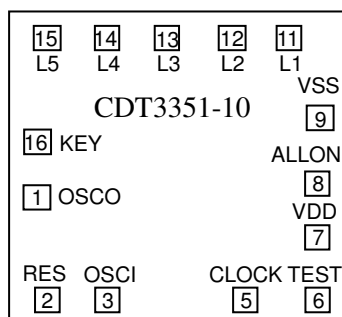 15 14 13 12 11
L5 L4 L3 L2 L1
VSS
CDT3351-10
9
16 KEY
ALLON
8
1 OSCO
VDD
7
RES OSCI CLOCK TEST
2 3 5 6